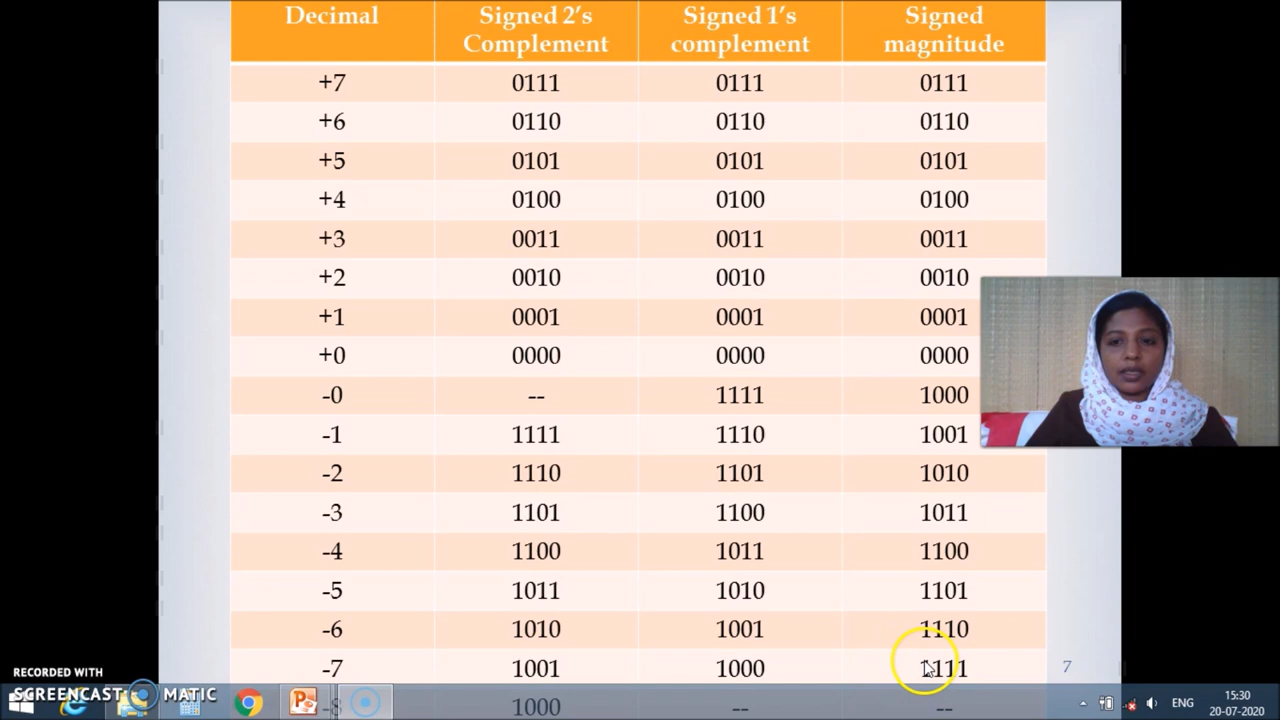 Decimal Signed 2's Complement Signed 1's complement Signed magnitude
+7 0111 0111 0111
+6 0110 0110 0110
+5 0101 0101 0101
+4 0100 0100 0100
+3 0011 0011 0011
+2 0010 0010 0010
+1 0001 0001 0001
+0 0000 0000 0000
-0 -- 1111 1000
-1 1111 1110 1001
-2 1110 1101 1010
-3 1101 1100 1011
-4 1100 1011 1100
-5 1011 1010 1101
-6 1010 1001 1110
-7 1001 1000 1111
-8 1000 -- --
7
RECORDED WITH
SCREENCAST MATIC
ENG
15:30
20-07-2020